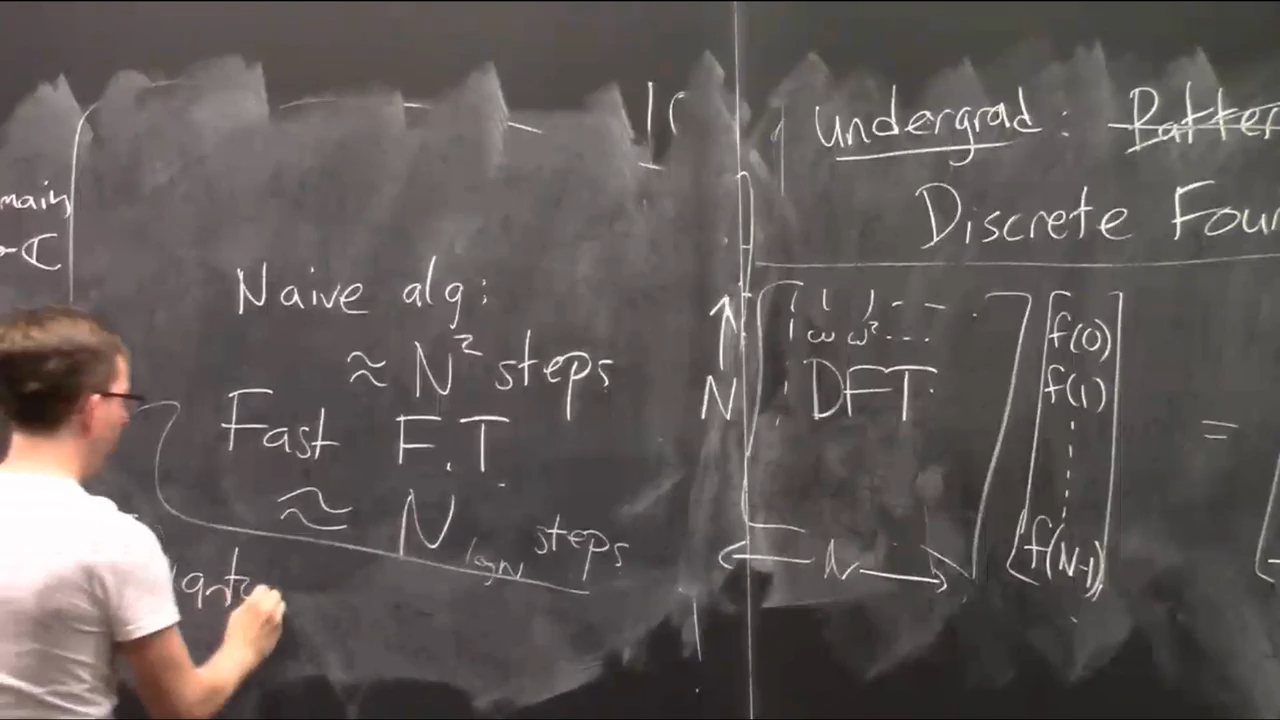 main
C
Naive alg:
≈ N² steps
Fast F.T.
≈ N log N steps
undergrad:
Discrete Four
1 1 1 - -
1 ω ω² ...
DFT
N
N
f(0)
f(1)
f(N-1)
=